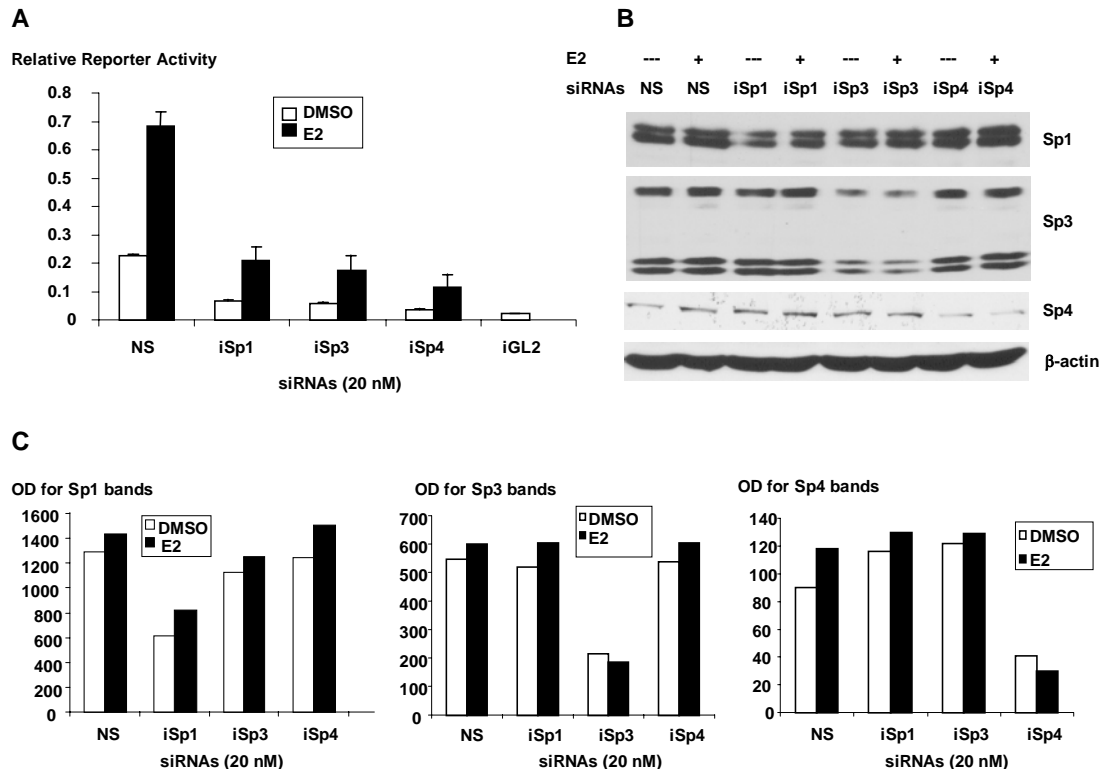 A
Relative Reporter Activity
0.8
0.7
0.6
0.5
0.4
0.3
0.2
0.1
0
DMSO
E2
NS iSp1 iSp3 iSp4 iGL2
siRNAs (20 nM)
B
E2 --- + --- + --- + --- +
siRNAs NS NS iSp1 iSp1 iSp3 iSp3 iSp4 iSp4
Sp1
Sp3
Sp4
β-actin
C
OD for Sp1 bands
1600
1400
1200
1000
800
600
400
200
0
DMSO
E2
NS iSp1 iSp3 iSp4
siRNAs (20 nM)
OD for Sp3 bands
700
600
500
400
300
200
100
0
DMSO
E2
NS iSp1 iSp3 iSp4
siRNAs (20 nM)
OD for Sp4 bands
140
120
100
80
60
40
20
0
DMSO
E2
NS iSp1 iSp3 iSp4
siRNAs (20 nM)